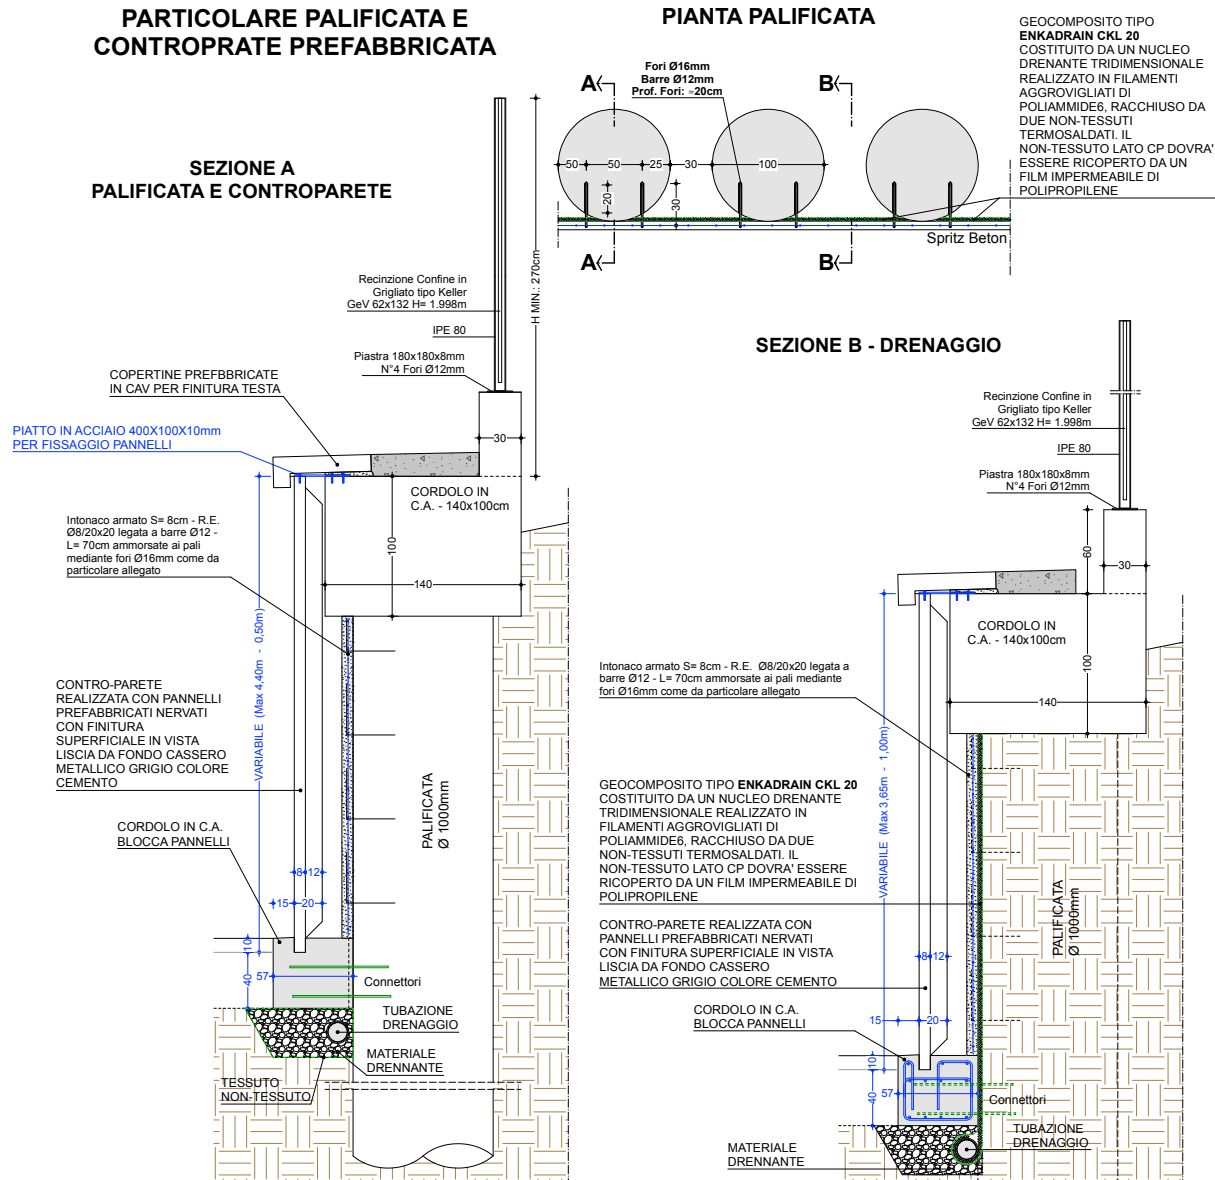 PARTICOLARE PALIFICATA E
CONTROPRATE PREFABBRICATA
PIANTA PALIFICATA
GEOCOMPOSITO TIPO
ENKADRAIN CKL 20
COSTITUITO DA UN NUCLEO
DRENANTE TRIDIMENSIONALE
REALIZZATO IN FILAMENTI
AGGROVIGLIATI DI
POLIAMMIDE6, RACCHIUSO DA
DUE NON-TESSUTI
TERMOSALDATI. IL
NON-TESSUTO LATO CP DOVRA'
ESSERE RICOPERTO DA UN
FILM IMPERMEABILE DI
POLIPROPILENE
Fori Ø16mm
Barre Ø12mm
Prof. Fori: ≈20cm
A
B
50
50
25
30
100
20
30
Spritz Beton
A
B
SEZIONE A
PALIFICATA E CONTROPARETE
H MIN.: 270cm
Recinzione Confine in
Grigliato tipo Keller
GeV 62x132 H= 1.998m
IPE 80
Piastra 180x180x8mm
N°4 Fori Ø12mm
COPERTINE PREFBBRICATE
IN CAV PER FINITURA TESTA
PIATTO IN ACCIAIO 400X100X10mm
PER FISSAGGIO PANNELLI
30
CORDOLO IN
C.A. - 140x100cm
100
140
Intonaco armato S= 8cm - R.E.
Ø8/20x20 legata a barre Ø12 -
L= 70cm ammorsate ai pali
mediante fori Ø16mm come da
particolare allegato
VARIABILE (Max 4,40m - 0,50m)
CONTRO-PARETE
REALIZZATA CON PANNELLI
PREFABBRICATI NERVATI
CON FINITURA
SUPERFICIALE IN VISTA
LISCIA DA FONDO CASSERO
METALLICO GRIGIO COLORE
CEMENTO
PALIFICATA
Ø 1000mm
CORDOLO IN C.A.
BLOCCA PANNELLI
8
12
15
20
10
40
57
Connettori
TUBAZIONE
DRENAGGIO
MATERIALE
DRENNANTE
TESSUTO
NON-TESSUTO
SEZIONE B - DRENAGGIO
Recinzione Confine in
Grigliato tipo Keller
GeV 62x132 H= 1.998m
IPE 80
Piastra 180x180x8mm
N°4 Fori Ø12mm
60
30
CORDOLO IN
C.A. - 140x100cm
100
140
Intonaco armato S= 8cm - R.E. Ø8/20x20 legata a
barre Ø12 - L= 70cm ammorsate ai pali mediante
fori Ø16mm come da particolare allegato
VARIABILE (Max 3,65m - 1,00m)
GEOCOMPOSITO TIPO ENKADRAIN CKL 20
COSTITUITO DA UN NUCLEO DRENANTE
TRIDIMENSIONALE REALIZZATO IN
FILAMENTI AGGROVIGLIATI DI
POLIAMMIDE6, RACCHIUSO DA DUE
NON-TESSUTI TERMOSALDATI. IL
NON-TESSUTO LATO CP DOVRA' ESSERE
RICOPERTO DA UN FILM IMPERMEABILE DI
POLIPROPILENE
PALIFICATA
Ø 1000mm
CONTRO-PARETE REALIZZATA CON
PANNELLI PREFABBRICATI NERVATI
CON FINITURA SUPERFICIALE IN VISTA
LISCIA DA FONDO CASSERO
METALLICO GRIGIO COLORE CEMENTO
8
12
CORDOLO IN C.A.
BLOCCA PANNELLI
15
20
10
40
57
Connettori
TUBAZIONE
DRENAGGIO
MATERIALE
DRENNANTE